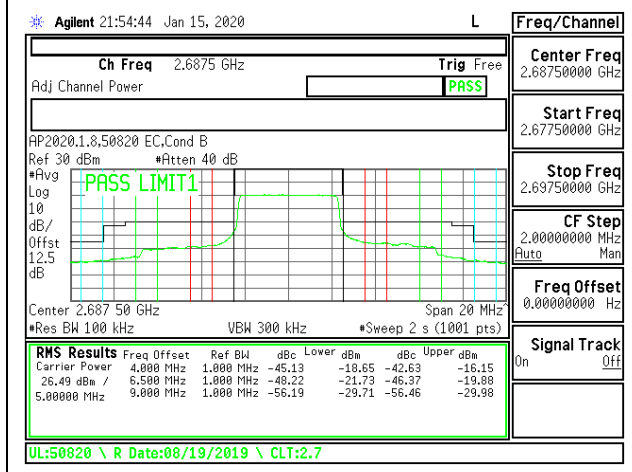 Agilent 21:54:44 Jan 15, 2020 L
Freq/Channel
Ch Freq 2.6875 GHz Trig Free
Adj Channel Power PASS
AP2020.1.8,50820 EC,Cond B
Ref 30 dBm #Atten 40 dB
#Avg
Log
10
dB/
Offst
12.5
dB
PASS LIMIT1
Center 2.687 50 GHz Span 20 MHz^
#Res BW 100 kHz VBW 300 kHz #Sweep 2 s (1001 pts)
RMS Results Freq Offset Ref BW dBc Lower dBm dBc Upper dBm
Carrier Power 4.000 MHz 1.000 MHz -45.13 -18.65 -42.63 -16.15
26.49 dBm / 6.500 MHz 1.000 MHz -48.22 -21.73 -46.37 -19.88
5.00000 MHz 9.000 MHz 1.000 MHz -56.19 -29.71 -56.46 -29.98
UL:50820 \ R Date:08/19/2019 \ CLT:2.7
Center Freq
2.68750000 GHz
Start Freq
2.67750000 GHz
Stop Freq
2.69750000 GHz
CF Step
2.00000000 MHz
Auto Man
Freq Offset
0.00000000 Hz
Signal Track
On Off